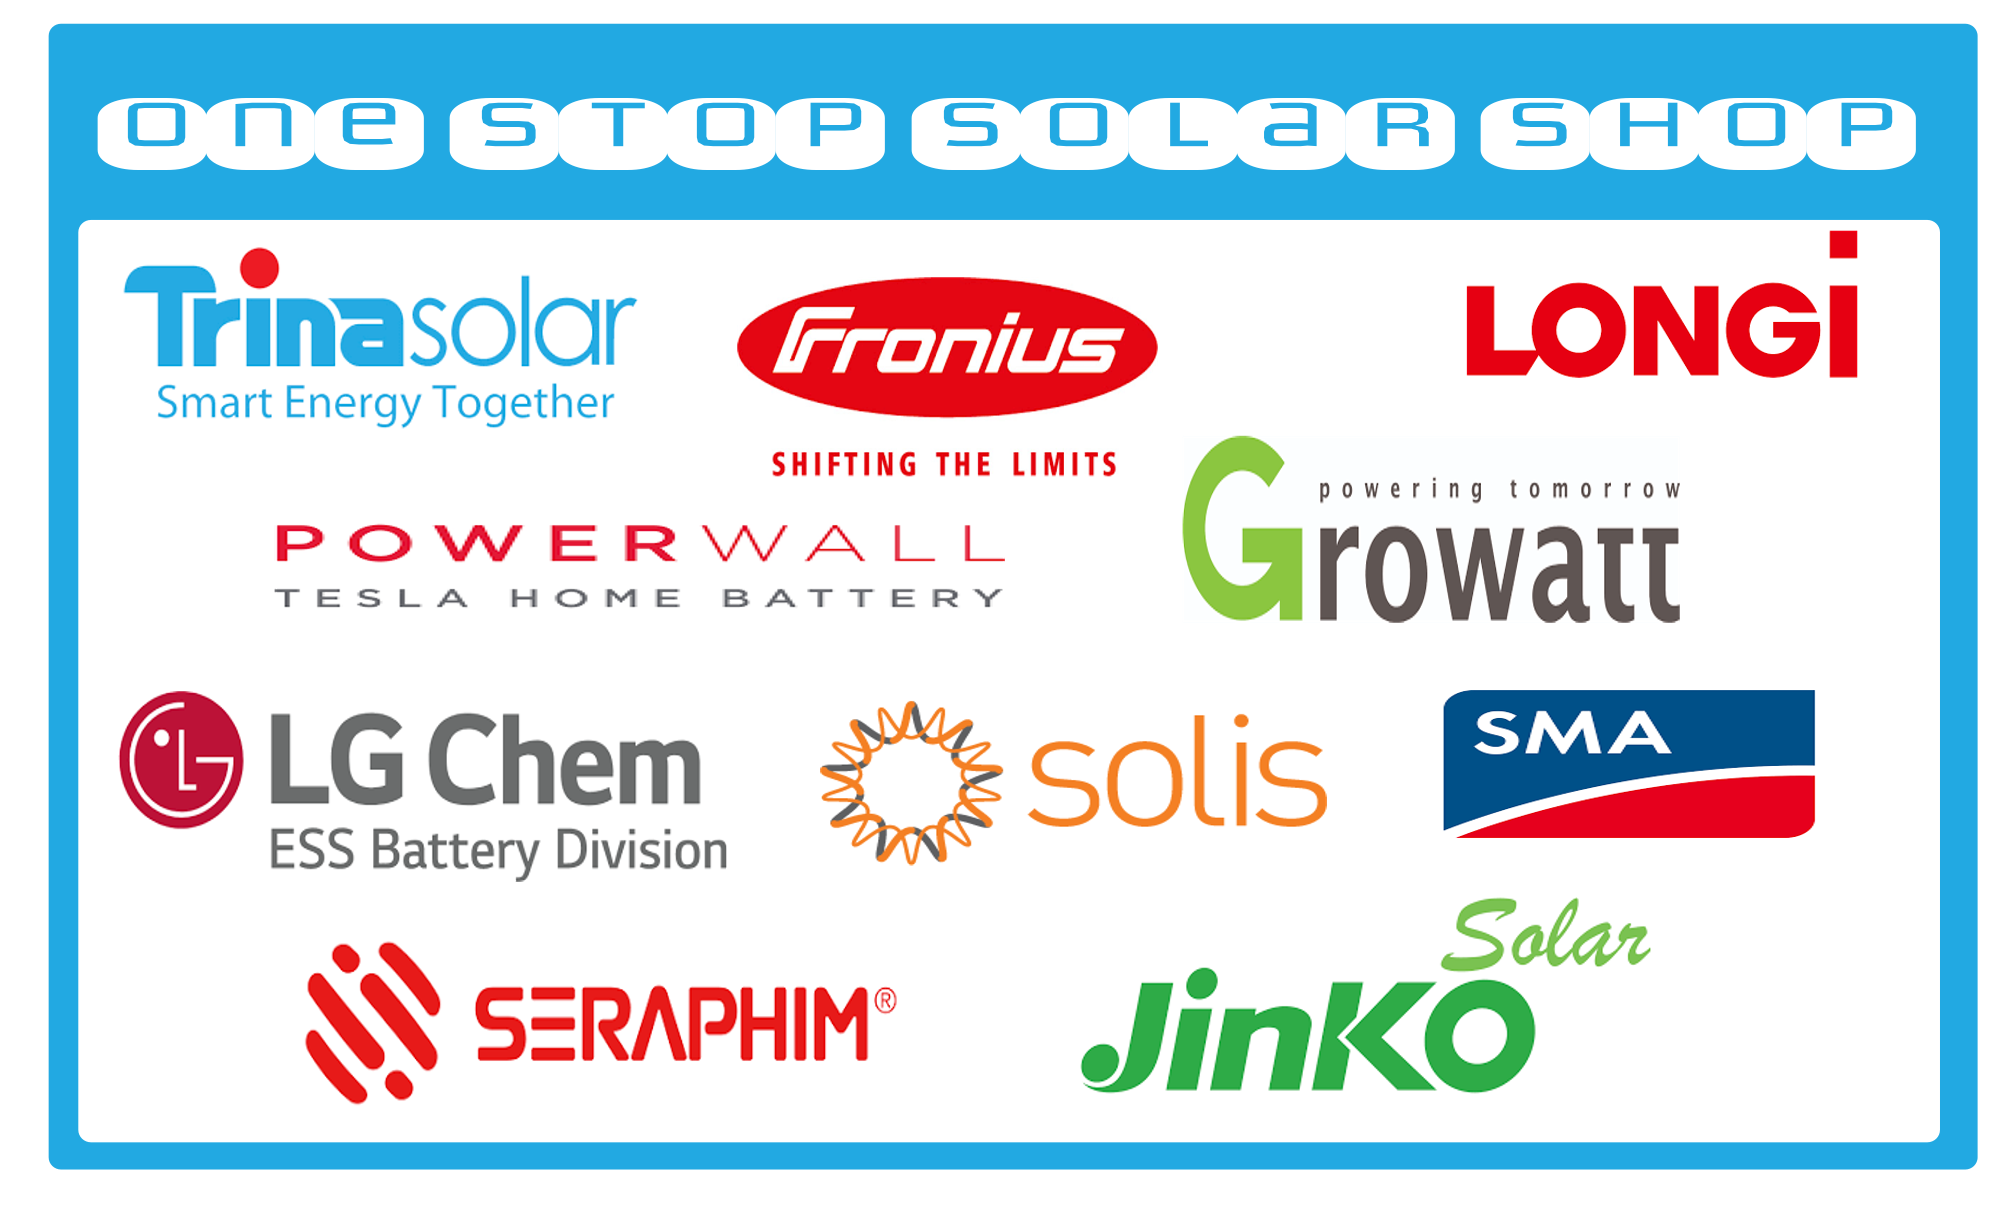 one stop solar shop
Trinasolar
Smart Energy Together
Fronius
SHIFTING THE LIMITS
LONGi
POWERWALL
TESLA HOME BATTERY
powering tomorrow
Growatt
LG
LG Chem
ESS Battery Division
solis
SMA
SERAPHIM®
Solar
JinKO